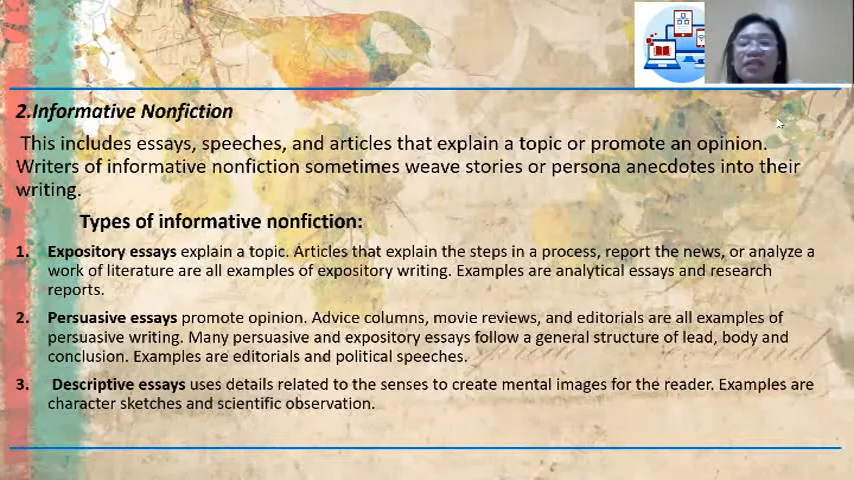 2.Informative Nonfiction
This includes essays, speeches, and articles that explain a topic or promote an opinion.
Writers of informative nonfiction sometimes weave stories or persona anecdotes into their
writing.
Types of informative nonfiction:
1. Expository essays explain a topic. Articles that explain the steps in a process, report the news, or analyze a
work of literature are all examples of expository writing. Examples are analytical essays and research
reports.
2. Persuasive essays promote opinion. Advice columns, movie reviews, and editorials are all examples of
persuasive writing. Many persuasive and expository essays follow a general structure of lead, body and
conclusion. Examples are editorials and political speeches.
3. Descriptive essays uses details related to the senses to create mental images for the reader. Examples are
character sketches and scientific observation.